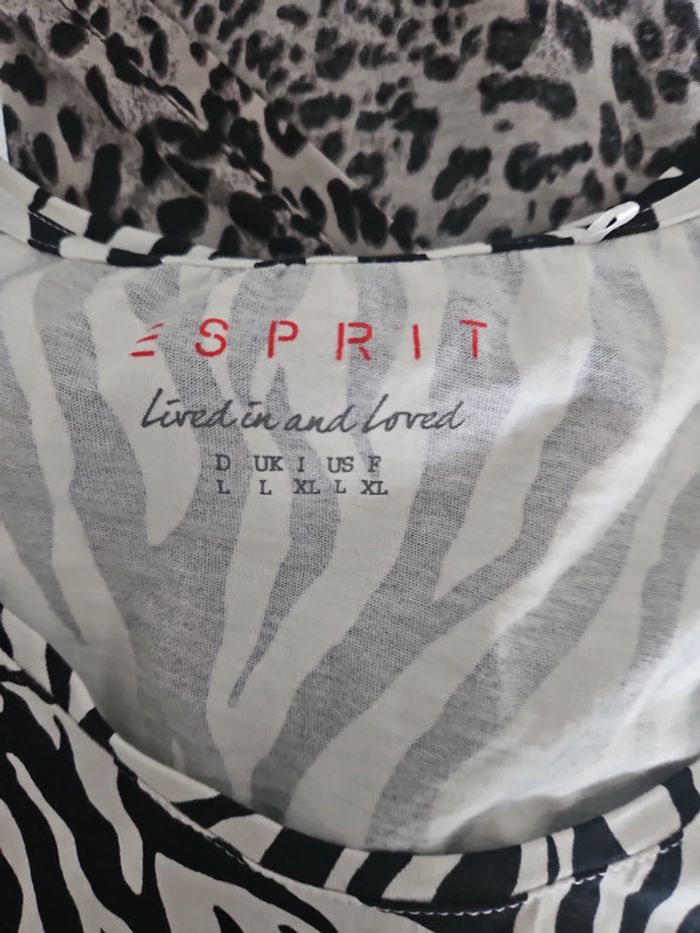 ESPRIT
Lived in and Loved
D UK I US F
L L XL L XL